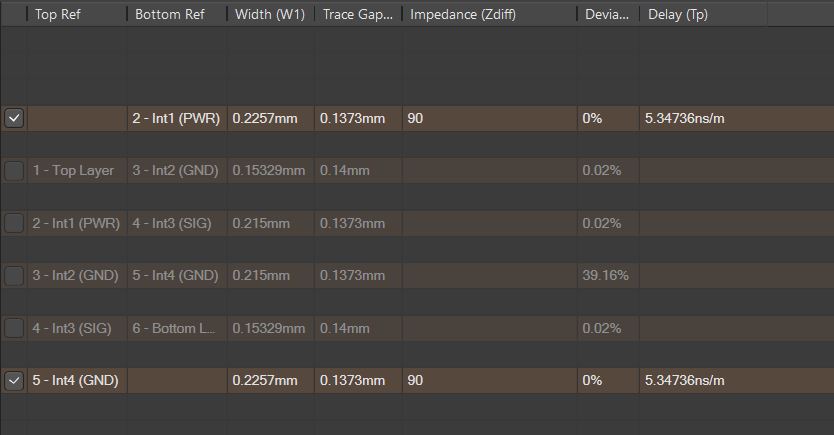 Top Ref Bottom Ref Width (W1) Trace Gap... Impedance (Zdiff) Devia... Delay (Tp)
2 - Int1 (PWR) 0.2257mm 0.1373mm 90 0% 5.34736ns/m
1 - Top Layer 3 - Int2 (GND) 0.15329mm 0.14mm 0.02%
2 - Int1 (PWR) 4 - Int3 (SIG) 0.215mm 0.1373mm 0.02%
3 - Int2 (GND) 5 - Int4 (GND) 0.215mm 0.1373mm 39.16%
4 - Int3 (SIG) 6 - Bottom L... 0.15329mm 0.14mm 0.02%
5 - Int4 (GND) 0.2257mm 0.1373mm 90 0% 5.34736ns/m